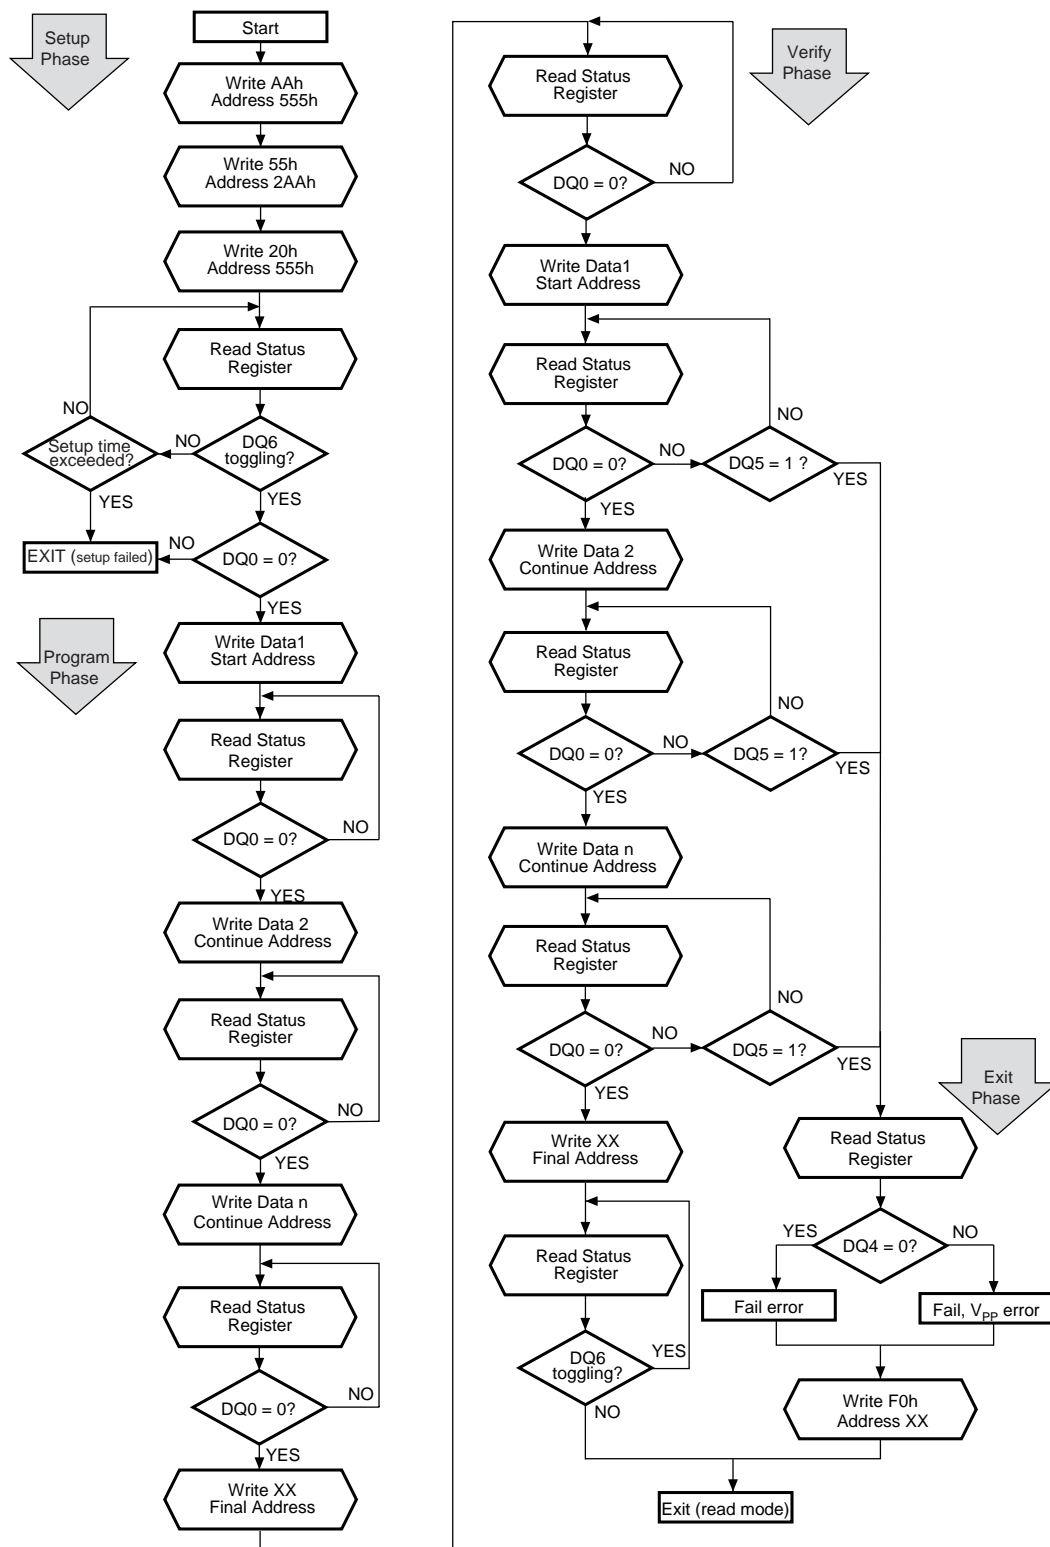 Setup
Phase
Start
Write AAh
Address 555h
Write 55h
Address 2AAh
Write 20h
Address 555h
Read Status
Register
NO
Setup time
exceeded?
NO
DQ6
toggling?
YES
YES
EXIT (setup failed)
NO
DQ0 = 0?
YES
Program
Phase
Write Data1
Start Address
Read Status
Register
DQ0 = 0?
NO
YES
Write Data 2
Continue Address
Read Status
Register
DQ0 = 0?
NO
YES
Write Data n
Continue Address
Read Status
Register
DQ0 = 0?
NO
YES
Write XX
Final Address
Verify
Phase
Read Status
Register
DQ0 = 0?
NO
Write Data1
Start Address
Read Status
Register
NO
DQ0 = 0?
NO
DQ5 = 1 ?
YES
YES
Write Data 2
Continue Address
Read Status
Register
NO
DQ0 = 0?
NO
DQ5 = 1?
YES
YES
Write Data n
Continue Address
Read Status
Register
NO
DQ0 = 0?
NO
DQ5 = 1?
YES
YES
Write XX
Final Address
Read Status
Register
YES
DQ6
toggling?
NO
Exit
Phase
Read Status
Register
YES
DQ4 = 0?
NO
Fail error
Fail, VPP error
Write F0h
Address XX
Exit (read mode)